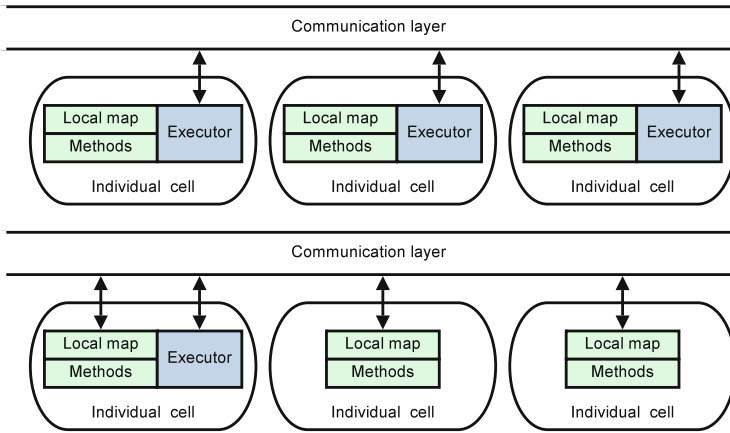 Communication layer
Local map Executor Local map Executor Local map Executor
Methods Methods Methods
Individual cell Individual cell Individual cell
Communication layer
Local map Executor Local map Local map
Methods Methods Methods
Individual cell Individual cell Individual cell